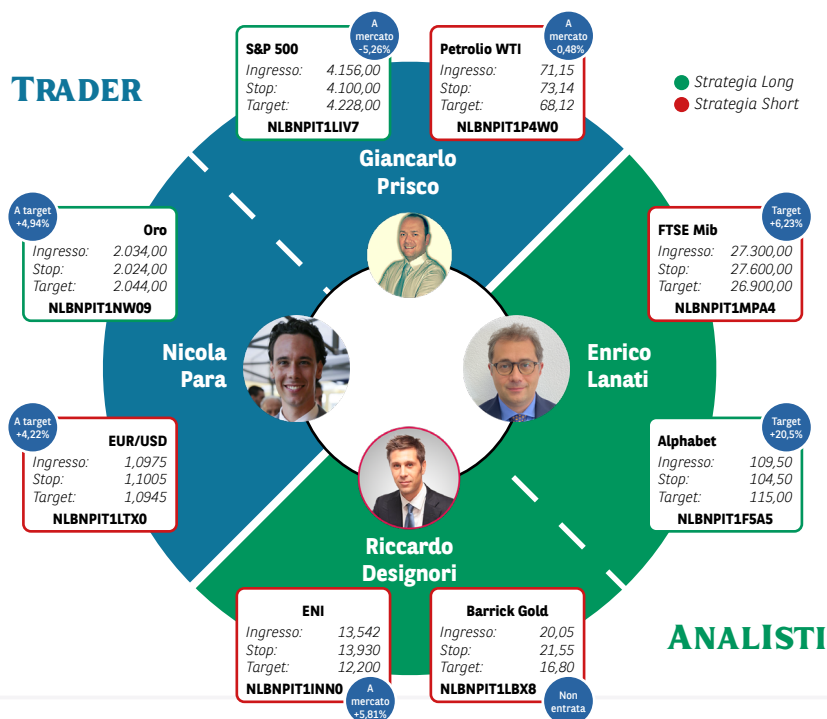 TRADER
S&P 500
A
mercato
-5,26%
Ingresso: 4.156,00
Stop: 4.100,00
Target: 4.228,00
NLBNPIT1LIV7
Petrolio WTI
A
mercato
-0,48%
Ingresso: 71,15
Stop: 73,14
Target: 68,12
NLBNPIT1P4W0
Strategia Long
Strategia Short
Giancarlo
Prisco
A target
+4,94%
Oro
Ingresso: 2.034,00
Stop: 2.024,00
Target: 2.044,00
NLBNPIT1NW09
FTSE Mib
Target
+6,23%
Ingresso: 27.300,00
Stop: 27.600,00
Target: 26.900,00
NLBNPIT1MPA4
Nicola
Para
Enrico
Lanati
A target
+4,22%
EUR/USD
Ingresso: 1,0975
Stop: 1,1005
Target: 1,0945
NLBNPIT1LTX0
Alphabet
Target
+20,5%
Ingresso: 109,50
Stop: 104,50
Target: 115,00
NLBNPIT1F5A5
Riccardo
Designori
ENI
Ingresso: 13,542
Stop: 13,930
Target: 12,200
NLBNPIT1INN0
A
mercato
+5,81%
Barrick Gold
Ingresso: 20,05
Stop: 21,55
Target: 16,80
NLBNPIT1LBX8
Non
entrata
ANALISTI